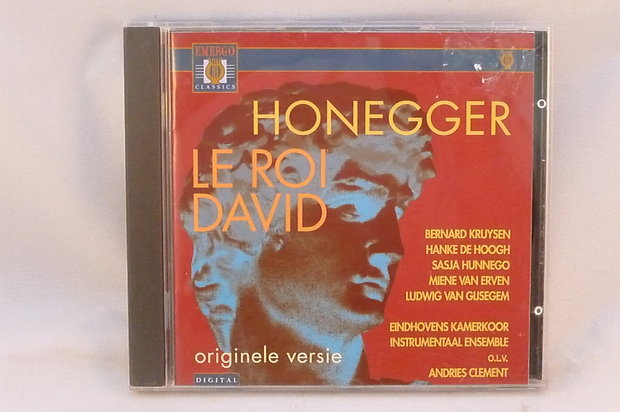 EMERGO
CLASSICS
HONEGGER
LE ROI
DAVID
BERNARD KRUYSEN
HANKE DE HOOGH
SASJA HUNNEGO
MIENE VAN ERVEN
LUDWIG VAN GIJSEGEM
EINDHOVENS KAMERKOOR
INSTRUMENTAAL ENSEMBLE
O.L.V.
ANDRIES CLEMENT
originele versie
DIGITAL